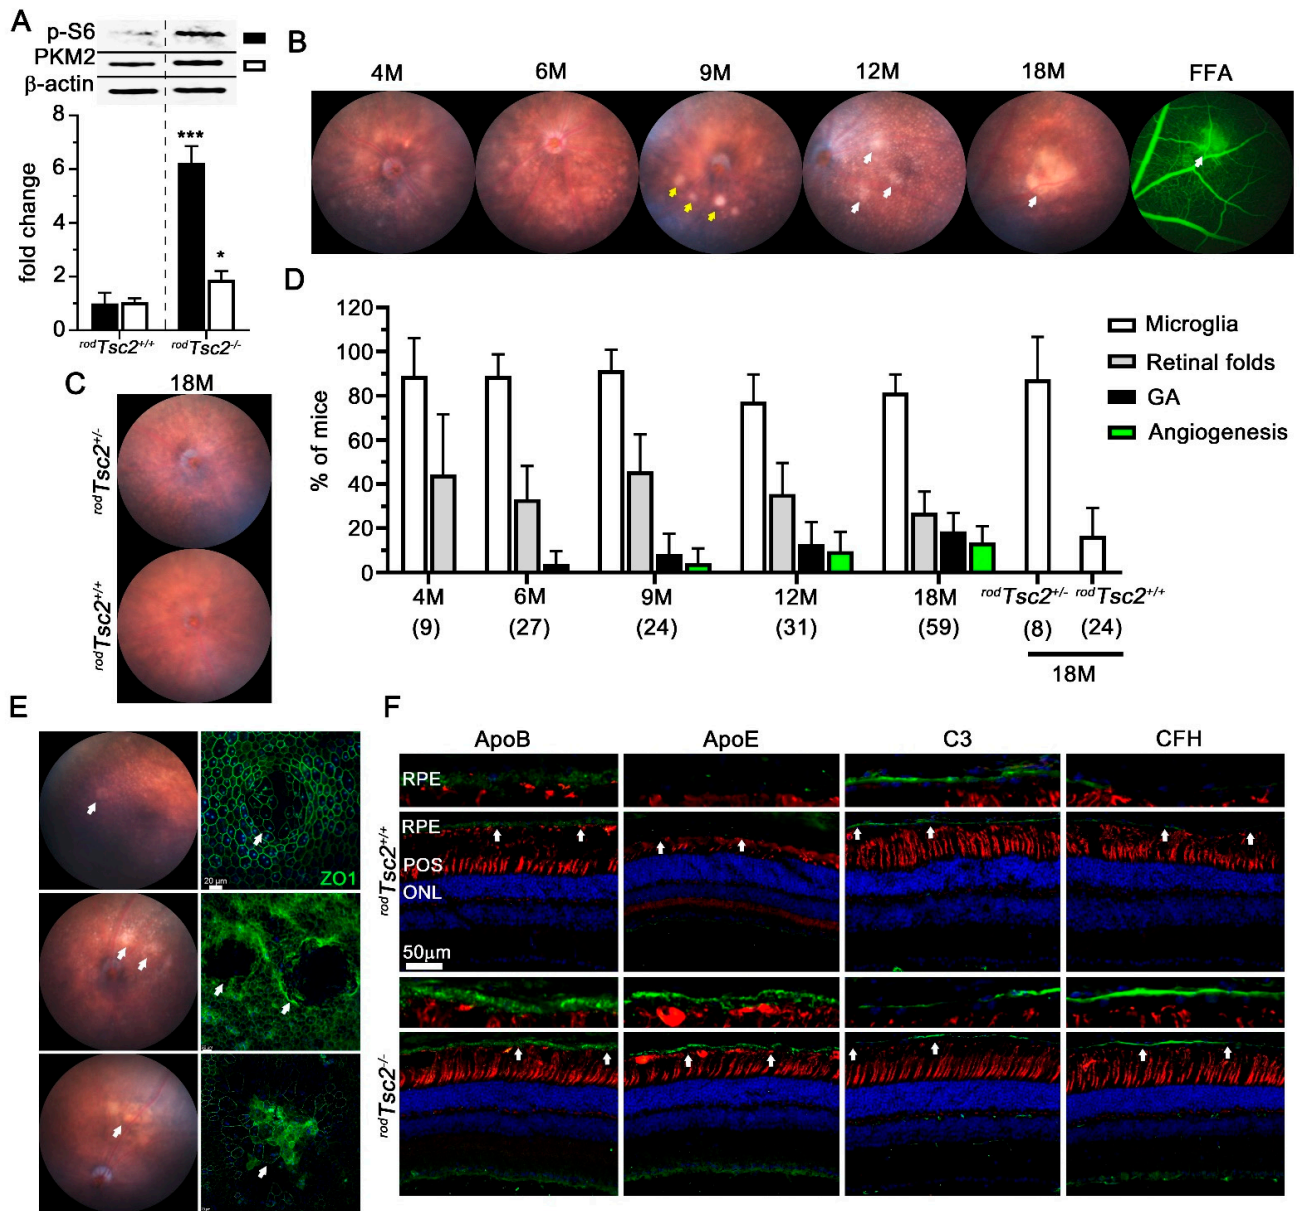 A
p-S6
PKM2
β-actin
8
6
4
2
0
fold change
***
*
rodTsc2+/+
rodTsc2-/-
B
4M
6M
9M
12M
18M
FFA
C
18M
rodTsc2+/-
rodTsc2+/+
D
120
100
80
60
40
20
0
% of mice
Microglia
Retinal folds
GA
Angiogenesis
4M
6M
9M
12M
18M
rodTsc2+/-
rodTsc2+/+
(9)
(27)
(24)
(31)
(59)
(8)
(24)
18M
E
20 µm
ZO1
F
ApoB
ApoE
C3
CFH
RPE
RPE
POS
ONL
50µm
rodTsc2+/+
rodTsc2-/-